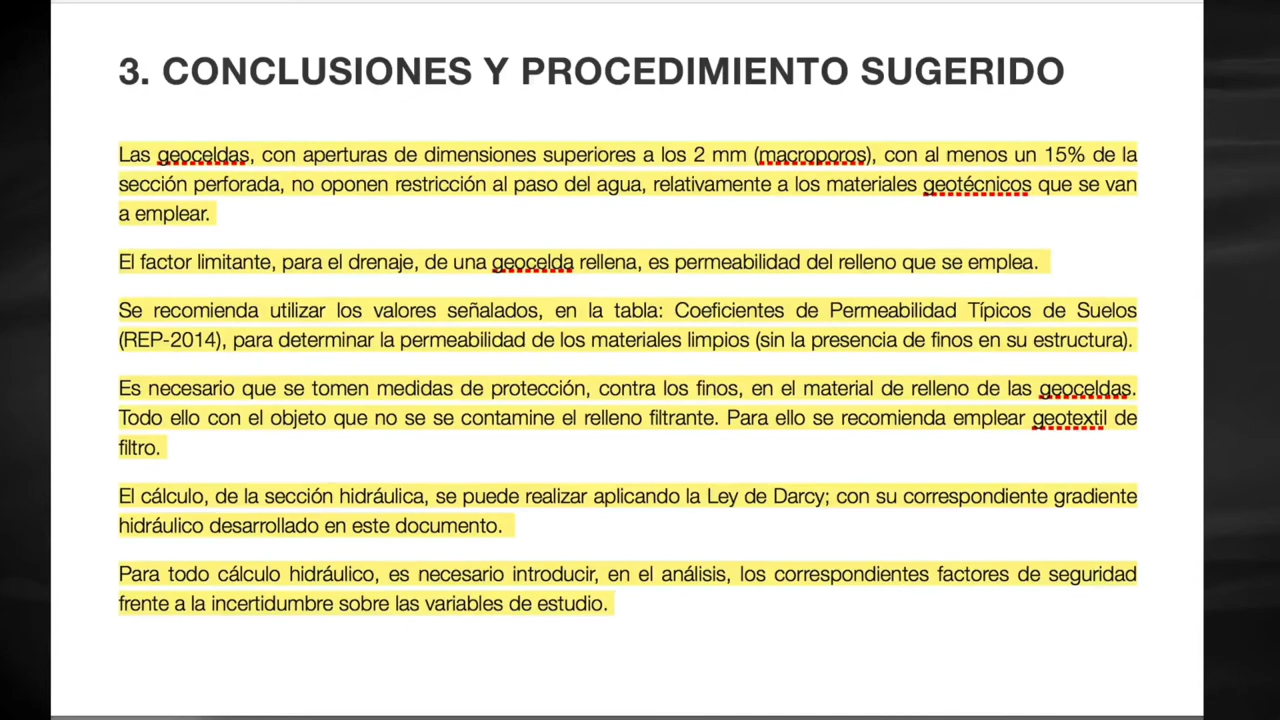 3. CONCLUSIONES Y PROCEDIMIENTO SUGERIDO
Las geoceldas, con aperturas de dimensiones superiores a los 2 mm (macroporos), con al menos un 15% de la
sección perforada, no oponen restricción al paso del agua, relativamente a los materiales geotécnicos que se van
a emplear.
El factor limitante, para el drenaje, de una geocelda rellena, es permeabilidad del relleno que se emplea.
Se recomienda utilizar los valores señalados, en la tabla: Coeficientes de Permeabilidad Típicos de Suelos
(REP-2014), para determinar la permeabilidad de los materiales limpios (sin la presencia de finos en su estructura).
Es necesario que se tomen medidas de protección, contra los finos, en el material de relleno de las geoceldas.
Todo ello con el objeto que no se se contamine el relleno filtrante. Para ello se recomienda emplear geotextil de
filtro.
El cálculo, de la sección hidráulica, se puede realizar aplicando la Ley de Darcy; con su correspondiente gradiente
hidráulico desarrollado en este documento.
Para todo cálculo hidráulico, es necesario introducir, en el análisis, los correspondientes factores de seguridad
frente a la incertidumbre sobre las variables de estudio.